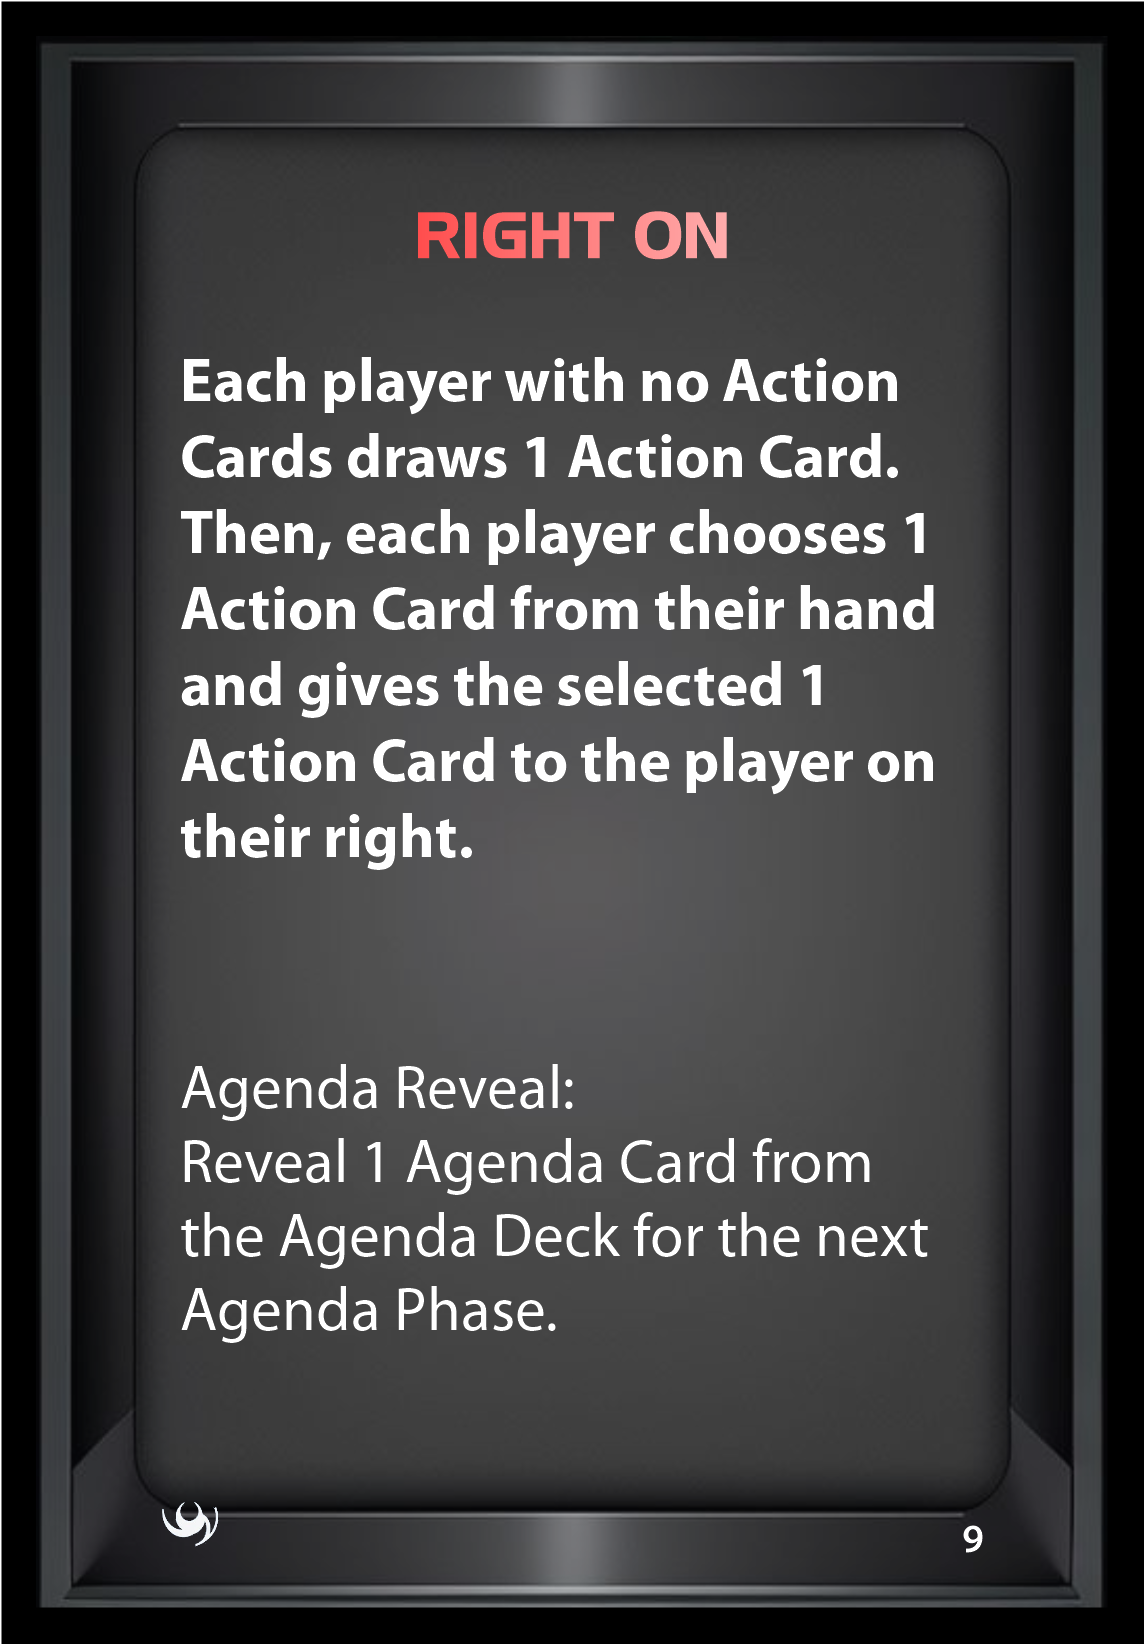 RIGHT ON
Each player with no Action
Cards draws 1 Action Card.
Then, each player chooses 1
Action Card from their hand
and gives the selected 1
Action Card to the player on
their right.
Agenda Reveal:
Reveal 1 Agenda Card from
the Agenda Deck for the next
Agenda Phase.
9